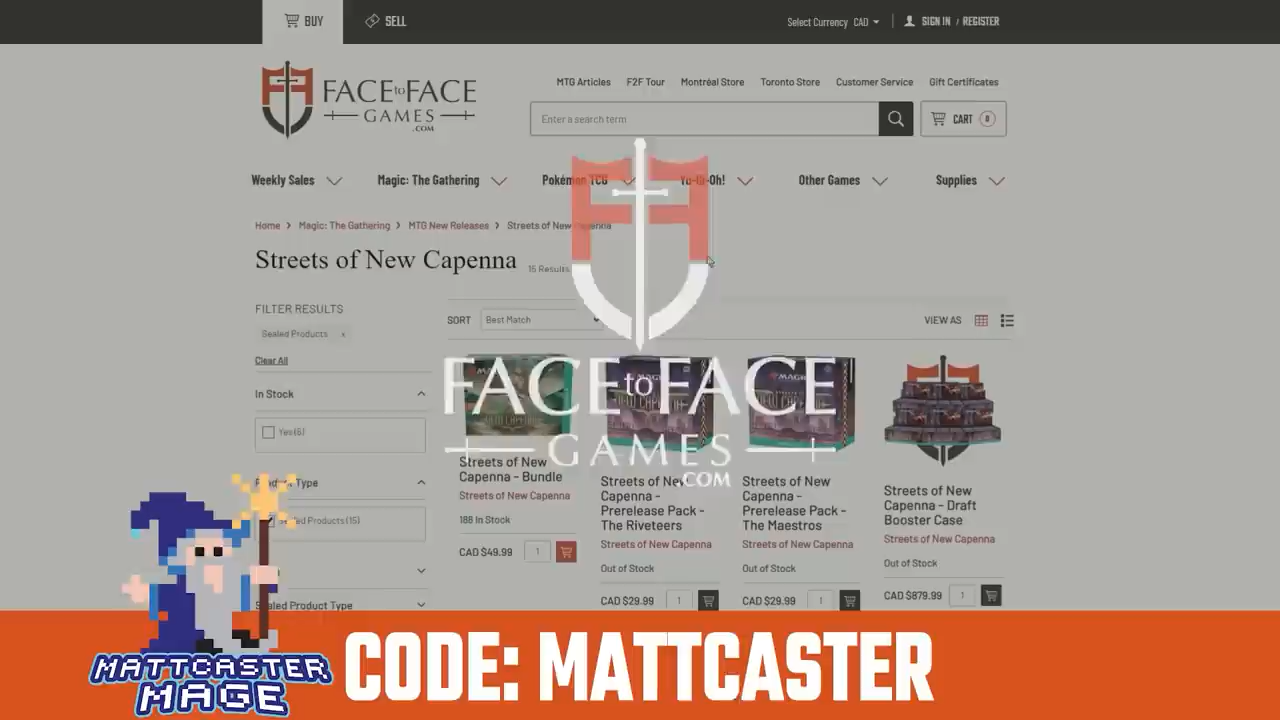 BUY
SELL
Select Currency CAD
SIGN IN / REGISTER
FACE to FACE
GAMES
.COM
MTG Articles
F2F Tour
Montréal Store
Toronto Store
Customer Service
Gift Certificates
Enter a search term
CART 0
Weekly Sales
Magic: The Gathering
Pokémon TCG
Yu-Gi-Oh!
Other Games
Supplies
Home > Magic: The Gathering > MTG New Releases > Streets of New Capenna
Streets of New Capenna
15 Results
FILTER RESULTS
Sealed Products x
Clear All
In Stock
Yes (6)
Product Type
Sealed Products (15)
Sealed Product Type
SORT
Best Match
VIEW AS
FACE to FACE
GAMES
.COM
Streets of New
Capenna - Bundle
Streets of New Capenna
188 In Stock
CAD $49.99
1
Streets of New
Capenna -
Prerelease Pack -
The Riveteers
Streets of New Capenna
Out of Stock
CAD $29.99
1
Streets of New
Capenna -
Prerelease Pack -
The Maestros
Streets of New Capenna
Out of Stock
CAD $29.99
1
Streets of New
Capenna - Draft
Booster Case
Streets of New Capenna
Out of Stock
CAD $879.99
1
MATTCASTER
MAGE
CODE: MATTCASTER